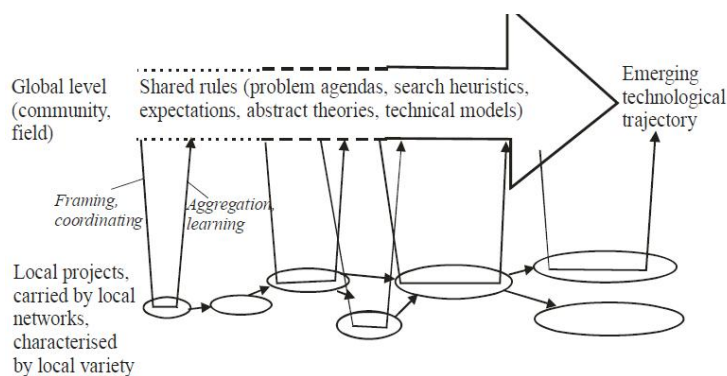 Global level
(community,
field)
Shared rules (problem agendas, search heuristics,
expectations, abstract theories, technical models)
Emerging
technological
trajectory
Framing,
coordinating
Aggregation,
learning
Local projects,
carried by local
networks,
characterised
by local variety